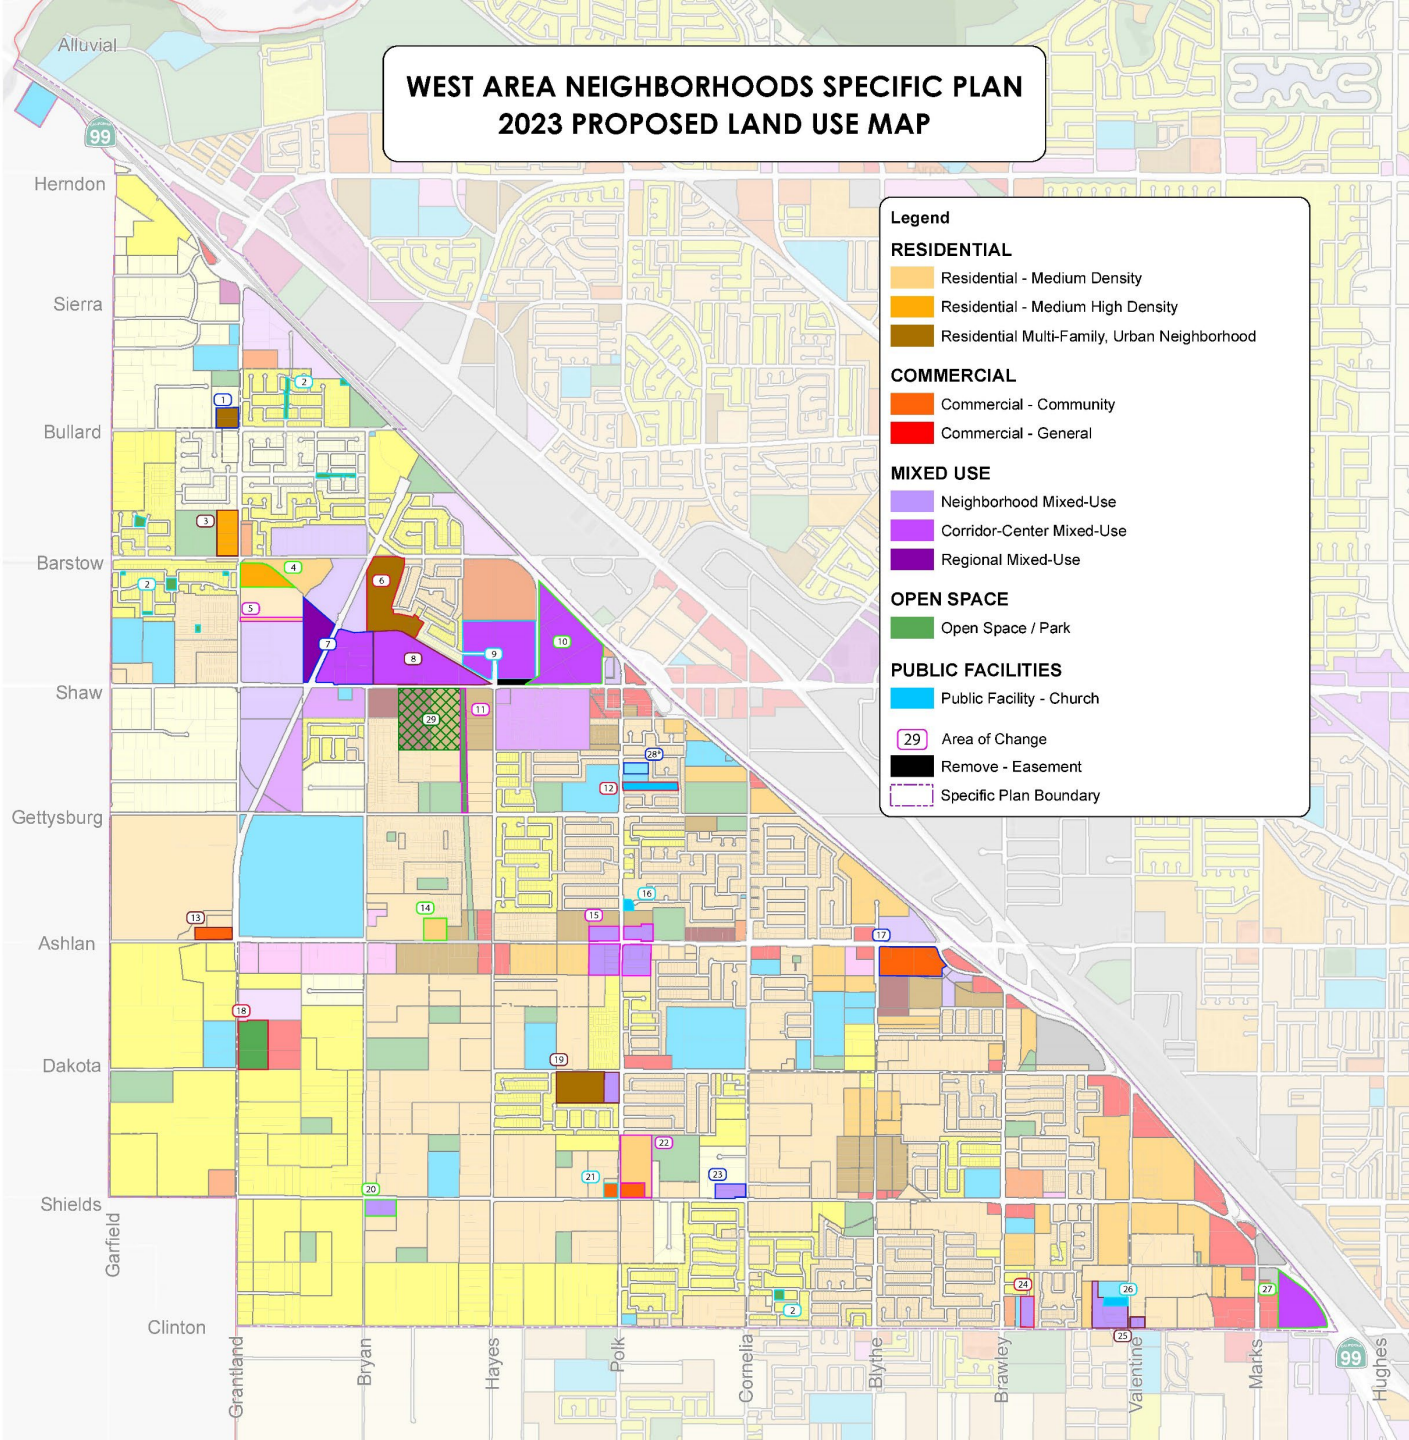 WEST AREA NEIGHBORHOODS SPECIFIC PLAN
2023 PROPOSED LAND USE MAP
Legend
RESIDENTIAL
Residential - Medium Density
Residential - Medium High Density
Residential Multi-Family, Urban Neighborhood
COMMERCIAL
Commercial - Community
Commercial - General
MIXED USE
Neighborhood Mixed-Use
Corridor-Center Mixed-Use
Regional Mixed-Use
OPEN SPACE
Open Space / Park
PUBLIC FACILITIES
Public Facility - Church
29 Area of Change
Remove - Easement
Specific Plan Boundary
Alluvial
99
Herndon
Sierra
2
1
Bullard
3
Barstow
4
6
2
5
7
10
9
8
Shaw
11
29
28*
12
Gettysburg
16
14
15
13
17
Ashlan
18
19
Dakota
22
23
21
20
Shields
24
26
27
2
Clinton
25
99
Garfield
Grantland
Bryan
Hayes
Polk
Cornelia
Blythe
Brawley
Valentine
Marks
Hughes